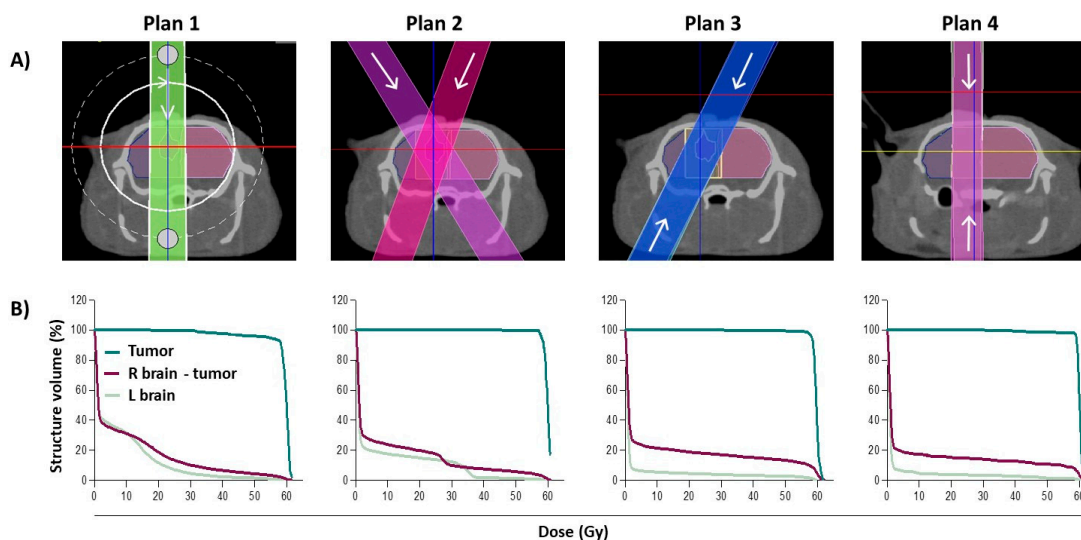 Plan 1 Plan 2 Plan 3 Plan 4
A)
B)
Structure volume (%)
120 120 120 120
100 100 100 100
80 80 80 80
60 60 60 60
40 40 40 40
20 20 20 20
0 0 0 0
Tumor
R brain - tumor
L brain
0 10 20 30 40 50 60 0 10 20 30 40 50 60 0 10 20 30 40 50 60 0 10 20 30 40 50 60
Dose (Gy)